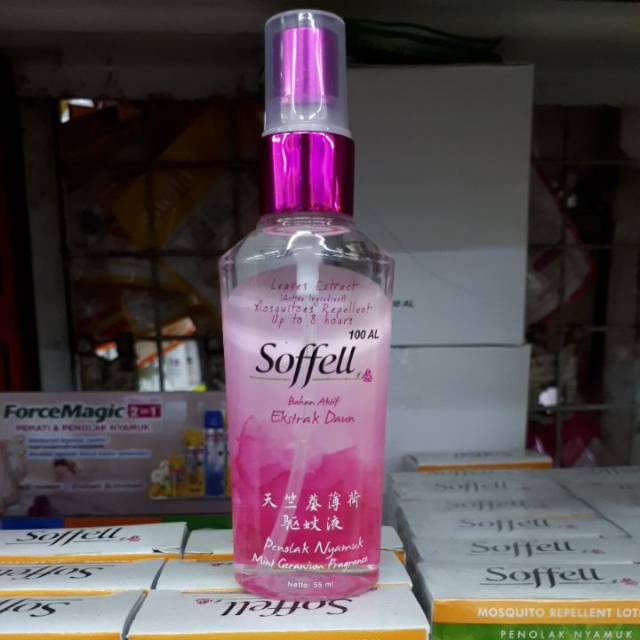 Leaves Extract
(Active Ingredient)
Mosquitoes Repellent
Up to 8 hours
100 AL
Soffell
Bahan Aktif
Ekstrak Daun
天竺葵薄荷
驱蚊液
Penolak Nyamuk
Mint Geranium Fragrance
Netto: 55 ml
ForceMagic 2in1
PEMATI & PENOLAK NYAMUK
Soffell
Soffell
Soffell
Soffell
Soffell
Soffell
Soffell
Soffell
MOSQUITO REPELLENT LOT
PENOLAK NYAMUK